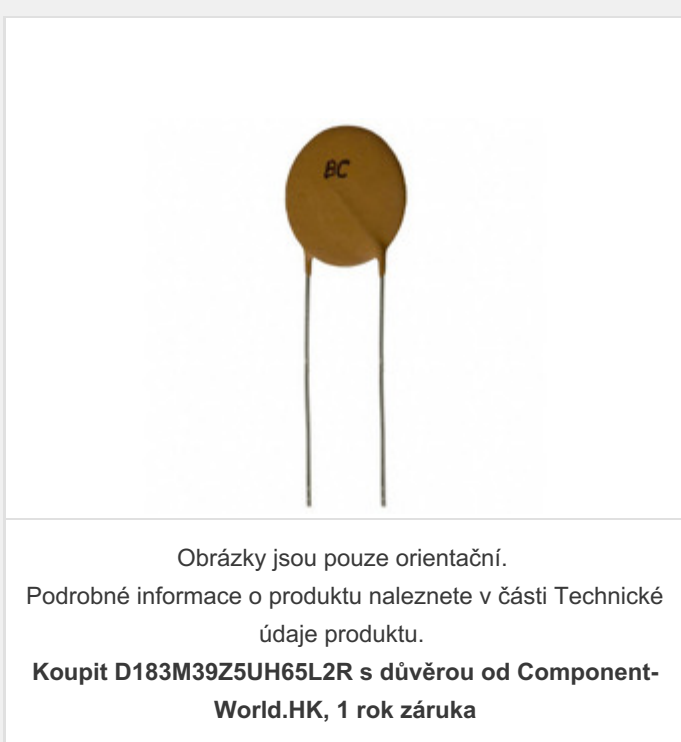 BC
Obrázky jsou pouze orientační.
Podrobné informace o produktu naleznete v části Technické
údaje produktu.
Koupit D183M39Z5UH65L2R s důvěrou od Component-
World.HK, 1 rok záruka